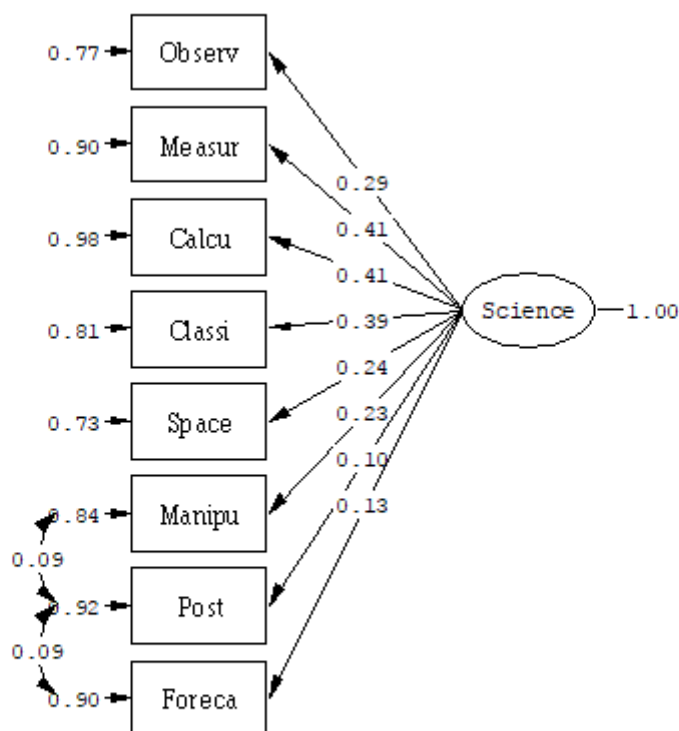 0.77 Observ
0.29
0.90 Measur
0.41
0.98 Calcu
0.41
Science 1.00
0.81 Classi
0.39
0.24
0.73 Space
0.23
0.10
0.84 Manipu
0.13
0.09
0.92 Post
0.09
0.90 Foreca